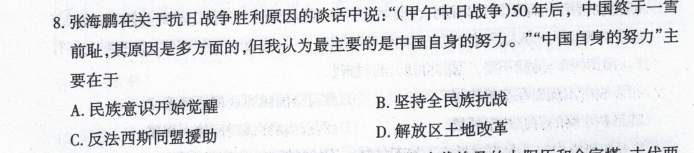 8.张海鹏在关于抗日战争胜利原因的谈话中说:“(甲午中日战争)50年后，中国终于一雪
前耻,其原因是多方面的,但我认为最主要的是中国自身的努力。”“中国自身的努力”主
要在于
A.民族意识开始觉醒
B.坚持全民族抗战
C.反法西斯同盟援助
D.解放区土地改革